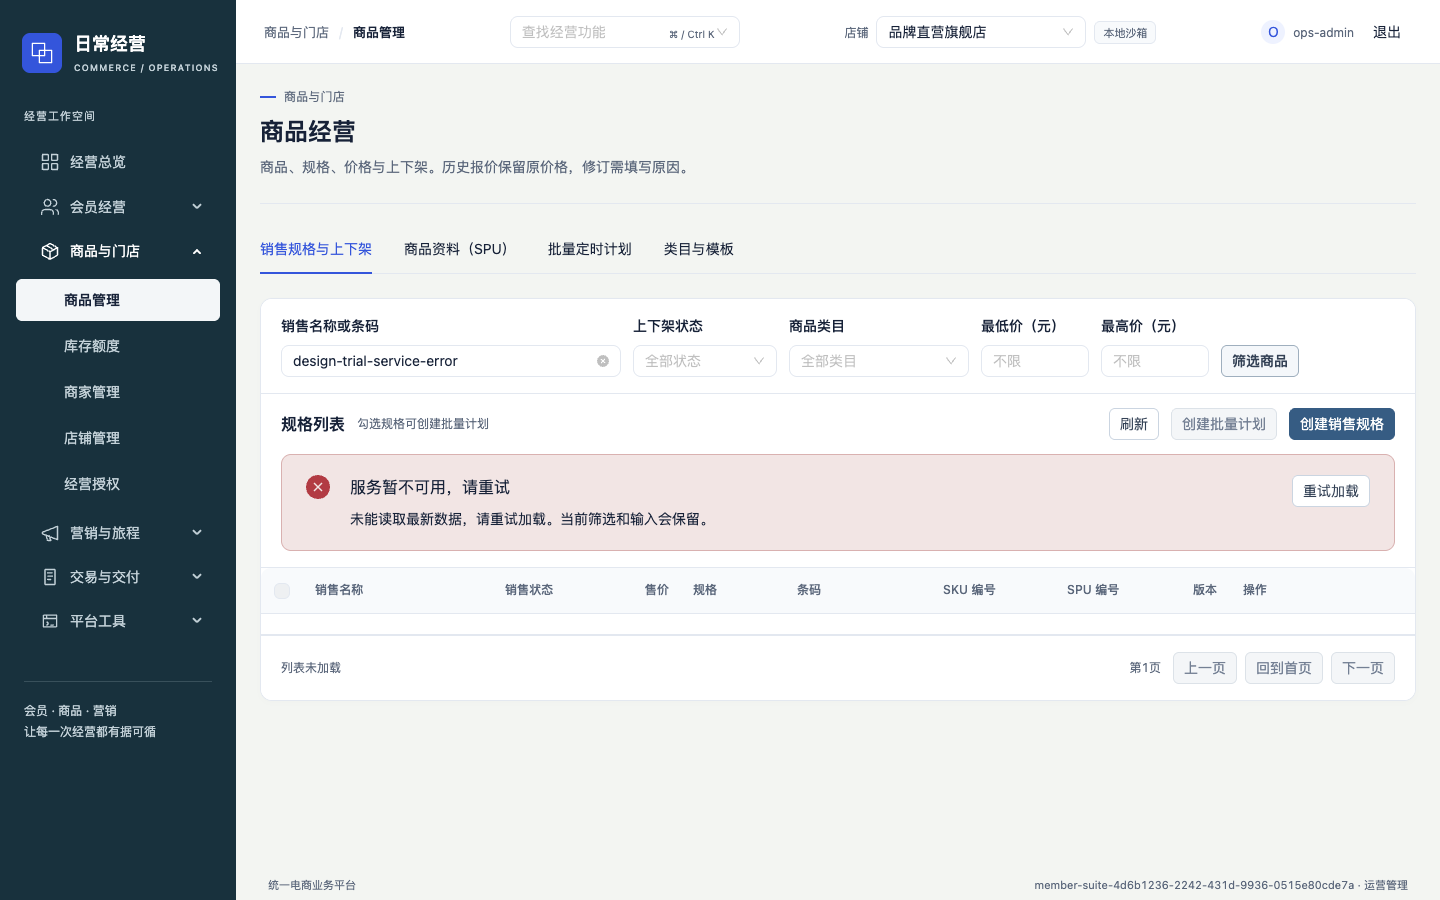 日常经营
COMMERCE / OPERATIONS
经营工作空间
经营总览
会员经营
商品与门店
商品管理
库存额度
商家管理
店铺管理
经营授权
营销与旅程
交易与交付
平台工具
会员 · 商品 · 营销
让每一次经营都有据可循
商品与门店 / 商品管理
查找经营功能 ⌘ / Ctrl K
店铺 品牌直营旗舰店 本地沙箱
O ops-admin 退出
商品与门店
商品经营
商品、规格、价格与上下架。历史报价保留原价格，修订需填写原因。
销售规格与上下架 商品资料（SPU） 批量定时计划 类目与模板
销售名称或条码 上下架状态 商品类目 最低价（元） 最高价（元）
design-trial-service-error 全部状态 全部类目 不限 不限 筛选商品
规格列表 勾选规格可创建批量计划 刷新 创建批量计划 创建销售规格
服务暂不可用，请重试
未能读取最新数据，请重试加载。当前筛选和输入会保留。
重试加载
销售名称 销售状态 售价 规格 条码 SKU 编号 SPU 编号 版本 操作
列表未加载 第1页 上一页 回到首页 下一页
统一电商业务平台 member-suite-4d6b1236-2242-431d-9936-0515e80cde7a · 运营管理